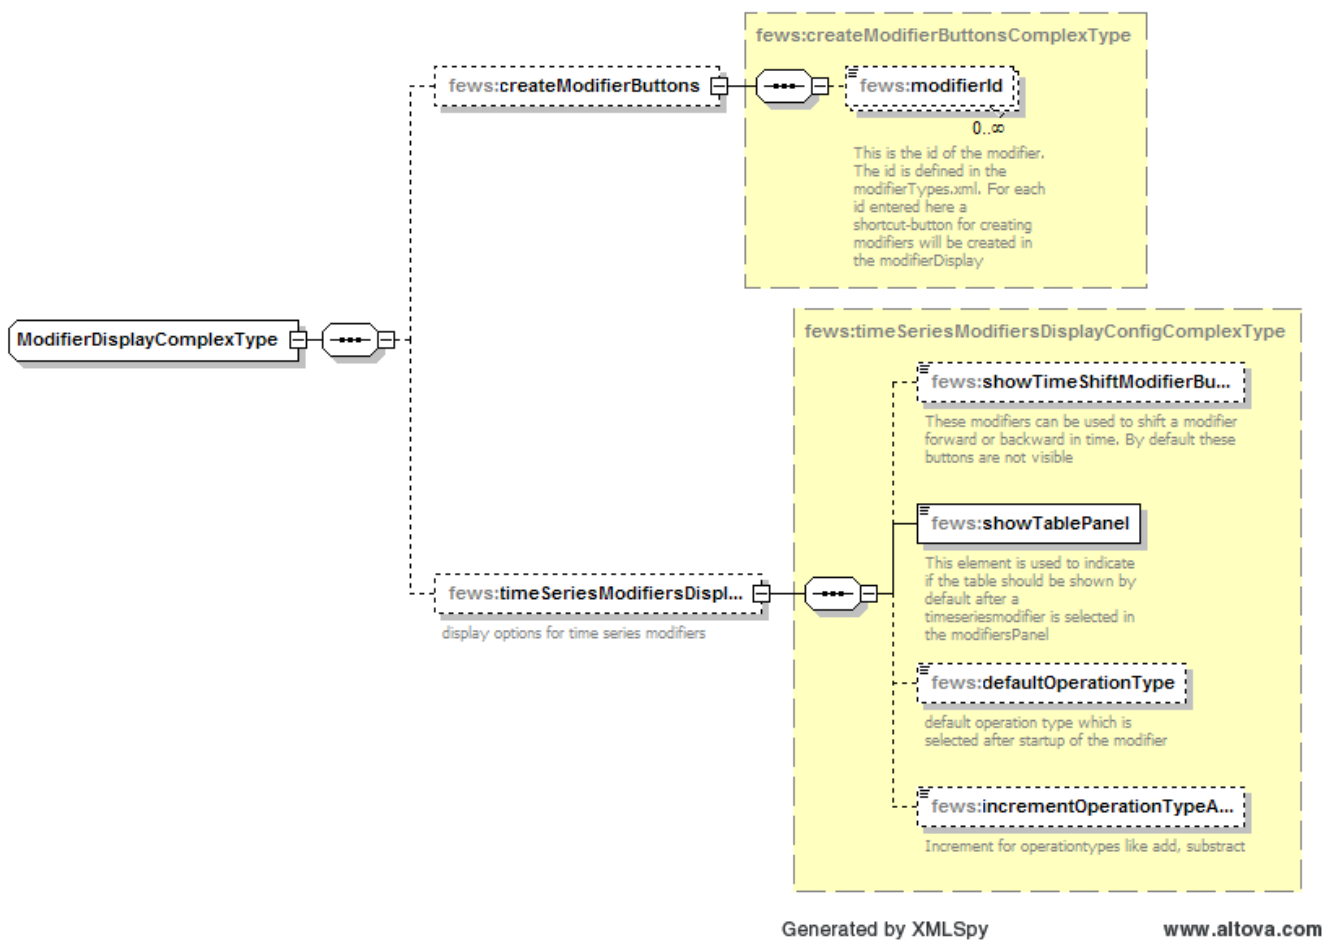 fews:createModifierButtonsComplexType
fews:createModifierButtons
fews:modifierId
0..∞
This is the id of the modifier.
The id is defined in the
modifierTypes.xml. For each
id entered here a
shortcut-button for creating
modifiers will be created in
the modifierDisplay
ModifierDisplayComplexType
fews:timeSeriesModifiersDisplayConfigComplexType
fews:showTimeShiftModifierBu...
These modifiers can be used to shift a modifier
forward or backward in time. By default these
buttons are not visible
fews:showTablePanel
This element is used to indicate
if the table should be shown by
default after a
timeseriesmodifier is selected in
the modifiersPanel
fews:timeSeriesModifiersDispl...
display options for time series modifiers
fews:defaultOperationType
default operation type which is
selected after startup of the modifier
fews:incrementOperationTypeA...
Increment for operationtypes like add, substract
Generated by XMLSpy
www.altova.com